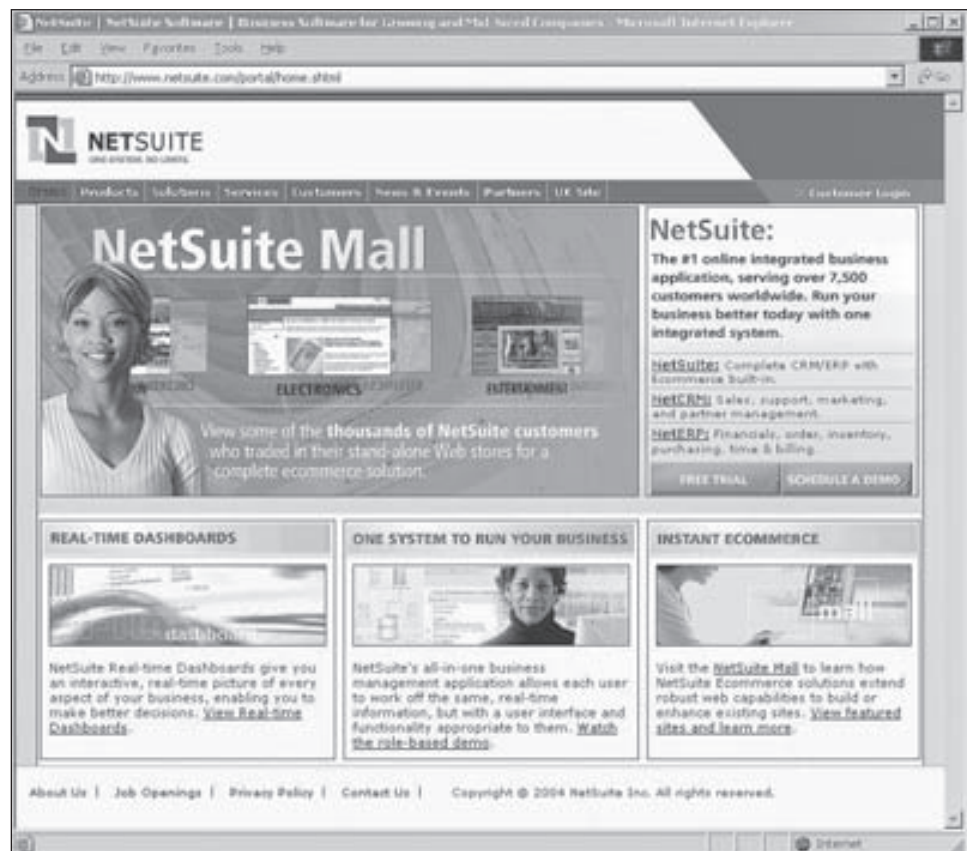 NetSuite | NetSuite Software | Business Software for Growing and Mid-Sized Companies - Microsoft Internet Explorer
File Edit View Favorites Tools Help
Address http://www.netsuite.com/portal/home.shtml Go
NETSUITE
ONE SYSTEM. NO LIMITS.
Products Solutions Services Customers News & Events Partners UK Site Customer Login
NetSuite Mall
ELECTRONICS
ENTERTAINMENT
View some of the thousands of NetSuite customers
who traded in their stand-alone Web stores for a
complete ecommerce solution.
NetSuite:
The #1 online integrated business
application, serving over 7,500
customers worldwide. Run your
business better today with one
integrated system.
NetSuite: Complete CRM/ERP with
Ecommerce built-in.
NetCRM: Sales, support, marketing,
and partner management.
NetERP: Financials, order, inventory,
purchasing, time & billing.
FREE TRIAL SCHEDULE A DEMO
REAL-TIME DASHBOARDS
dashboard
NetSuite Real-time Dashboards give you
an interactive, real-time picture of every
aspect of your business, enabling you to
make better decisions. View Real-time
Dashboards.
ONE SYSTEM TO RUN YOUR BUSINESS
NetSuite's all-in-one business
management application allows each user
to work off the same, real-time
information, but with a user interface and
functionality appropriate to them. Watch
the role-based demo.
INSTANT ECOMMERCE
mall
Visit the NetSuite Mall to learn how
NetSuite Ecommerce solutions extend
robust web capabilities to build or
enhance existing sites. View featured
sites and learn more.
About Us | Job Openings | Privacy Policy | Contact Us | Copyright © 2004 NetSuite Inc. All rights reserved.
Internet